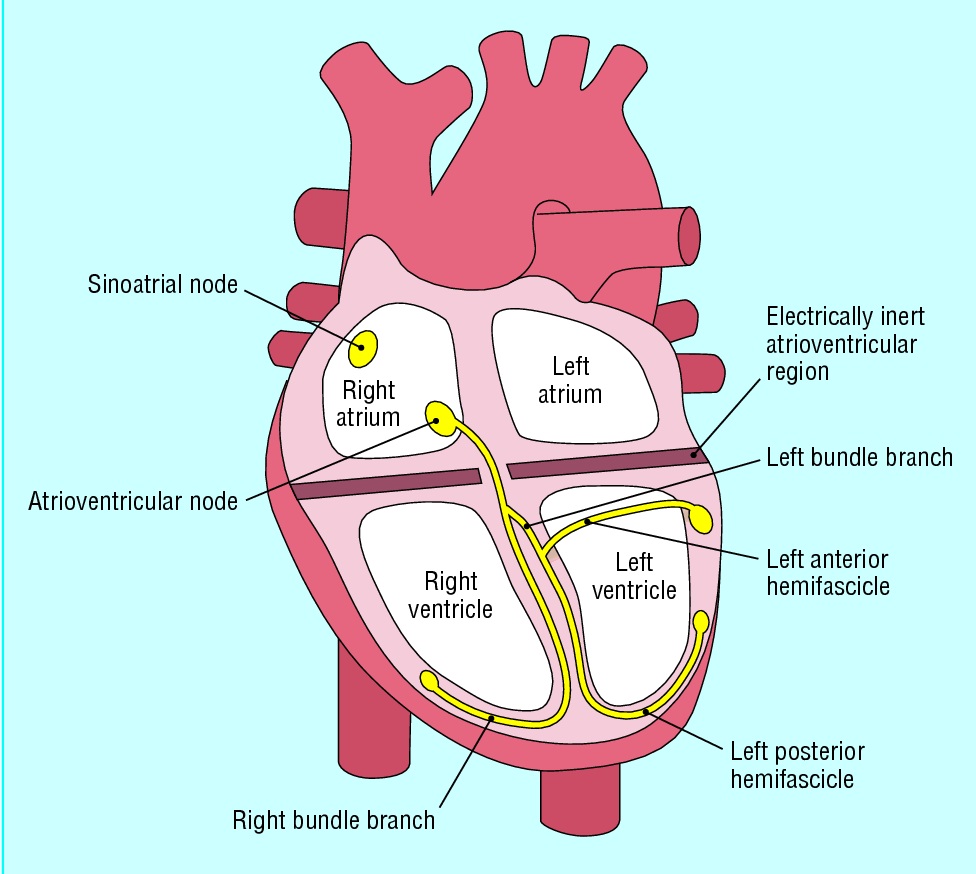 Sinoatrial node
Electrically inert
atrioventricular
region
Left
atrium
Right
atrium
Left bundle branch
Atrioventricular node
Left anterior
hemifascicle
Left
ventricle
Right
ventricle
Left posterior
hemifascicle
Right bundle branch